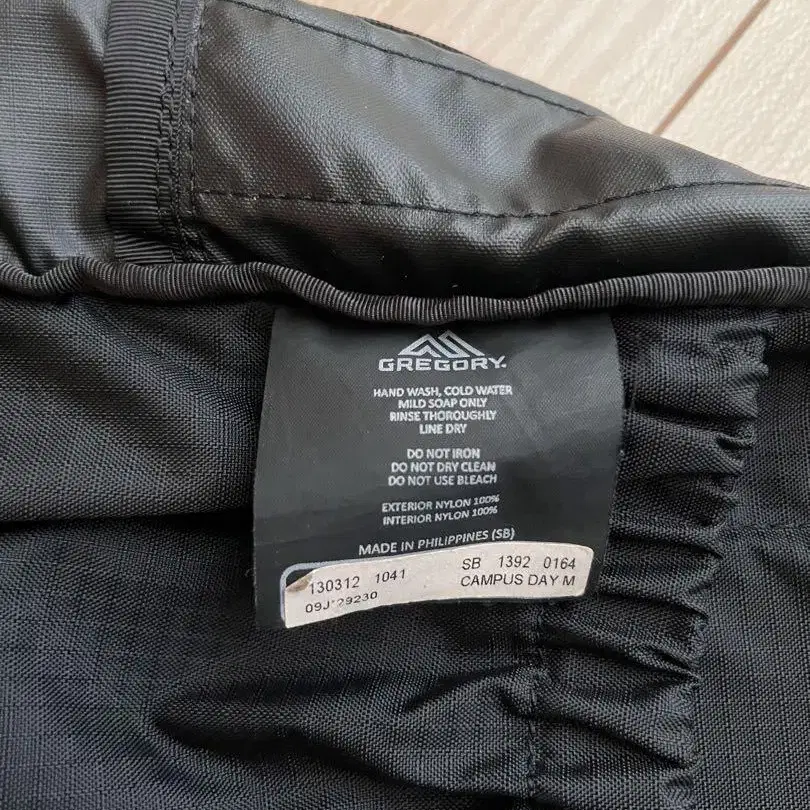 GREGORY.
HAND WASH, COLD WATER
MILD SOAP ONLY
RINSE THOROUGHLY
LINE DRY
DO NOT IRON
DO NOT DRY CLEAN
DO NOT USE BLEACH
EXTERIOR NYLON 100%
INTERIOR NYLON 100%
MADE IN PHILIPPINES (SB)
130312 1041 SB 1392 0164
CAMPUS DAY M